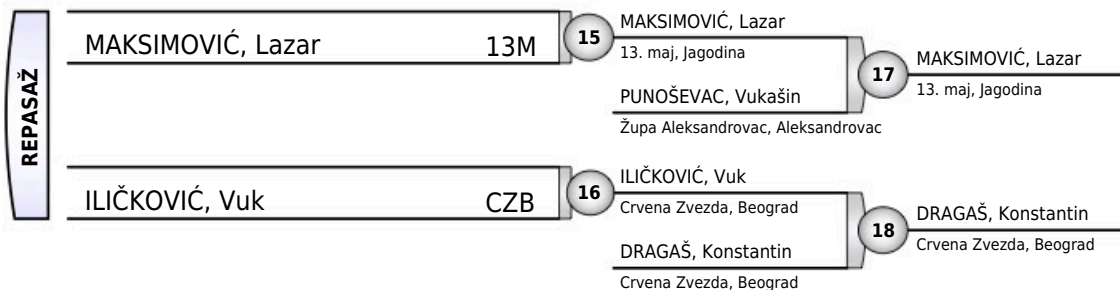 REPASAŽ
MAKSIMOVIĆ, Lazar 13M
15
MAKSIMOVIĆ, Lazar
13. maj, Jagodina
PUNOŠEVAC, Vukašin
Župa Aleksandrovac, Aleksandrovac
17
MAKSIMOVIĆ, Lazar
13. maj, Jagodina
ILIČKOVIĆ, Vuk CZB
16
ILIČKOVIĆ, Vuk
Crvena Zvezda, Beograd
DRAGAŠ, Konstantin
Crvena Zvezda, Beograd
18
DRAGAŠ, Konstantin
Crvena Zvezda, Beograd